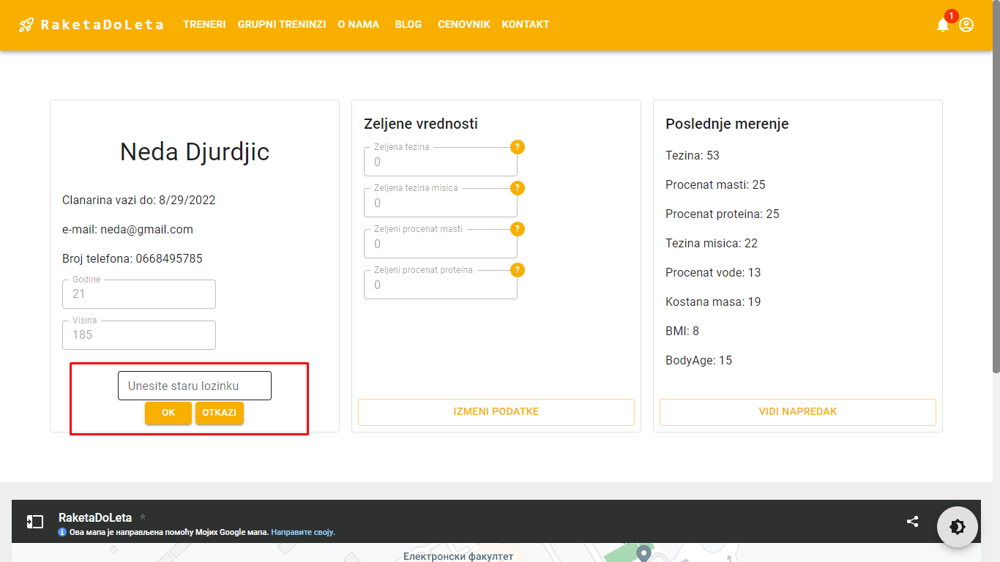 RaketaDoLeta TRENERI GRUPNI TRENINZI O NAMA BLOG CENOVNIK KONTAKT 1
Neda Djurdjic
Clanarina vazi do: 8/29/2022
e-mail: neda@gmail.com
Broj telefona: 0668495785
Godine
21
Visina
185
Unesite staru lozinku
OK OTKAZI
Zeljene vrednosti
Zeljena tezina ?
0
Zeljena tezina misica ?
0
Zeljeni procenat masti ?
0
Zeljeni procenat proteina ?
0
IZMENI PODATKE
Poslednje merenje
Tezina: 53
Procenat masti: 25
Procenat proteina: 25
Tezina misica: 22
Procenat vode: 13
Kostana masa: 19
BMI: 8
BodyAge: 15
VIDI NAPREDAK
RaketaDoLeta
Ова мапа је направљена помоћу Мојих Google мапа. Направите своју.
Електронски факултет